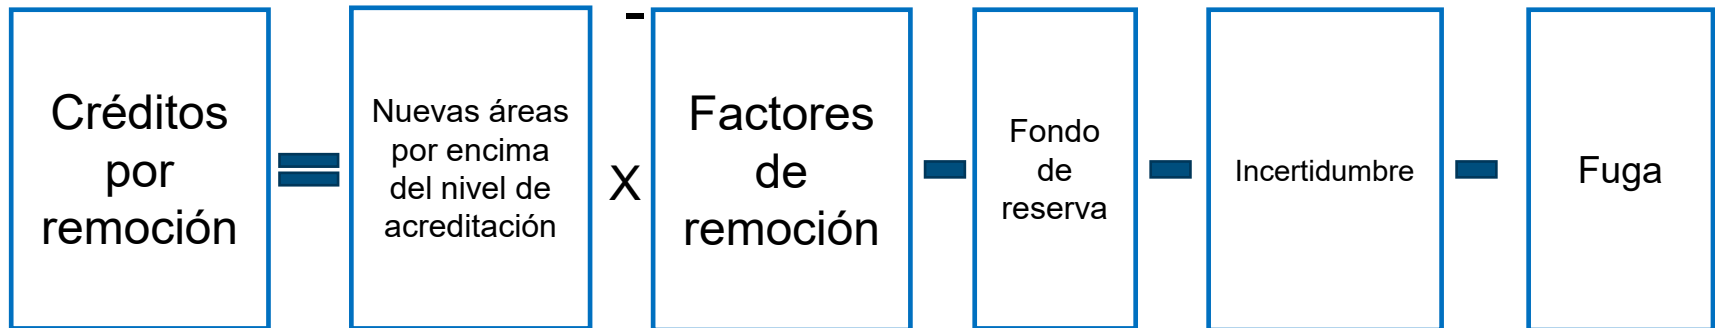 Créditos
por
remoción
=
Nuevas áreas
por encima
del nivel de
acreditación
-
X
Factores
de
remoción
-
Fondo
de
reserva
-
Incertidumbre
-
Fuga